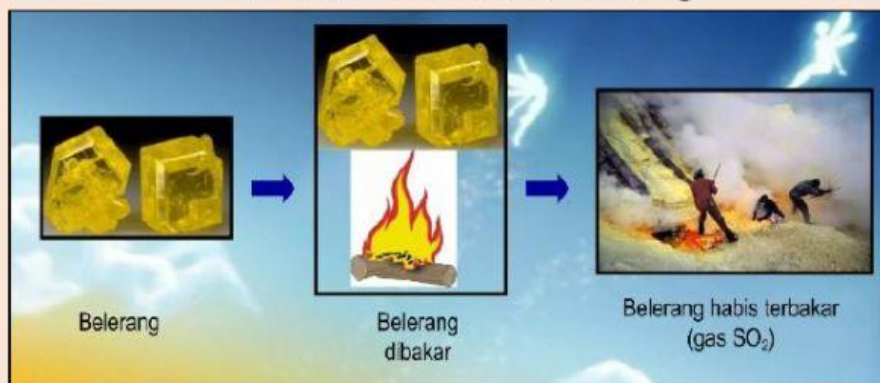 Belerang
Belerang
dibakar
Belerang habis terbakar
(gas SO₂)